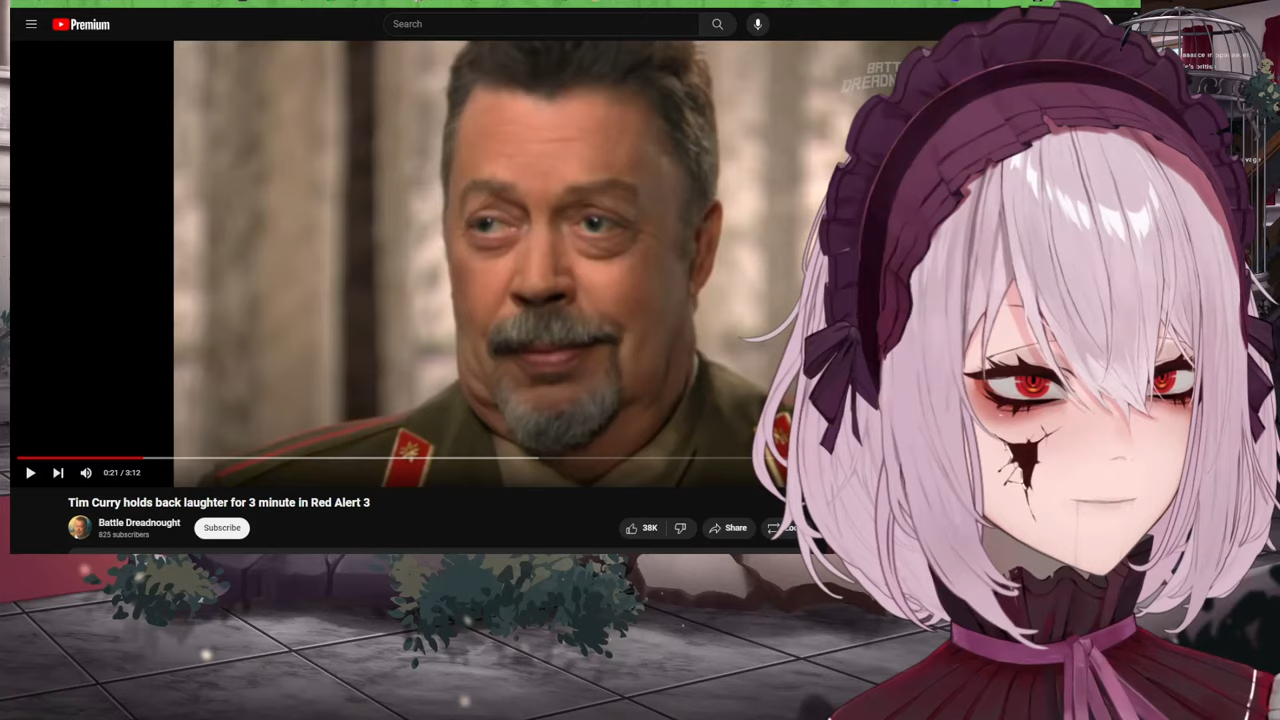 Premium
Search
BATT
DREADN
0:21 / 3:12
Tim Curry holds back laughter for 3 minute in Red Alert 3
Battle Dreadnought
825 subscribers
Subscribe
38K
Share